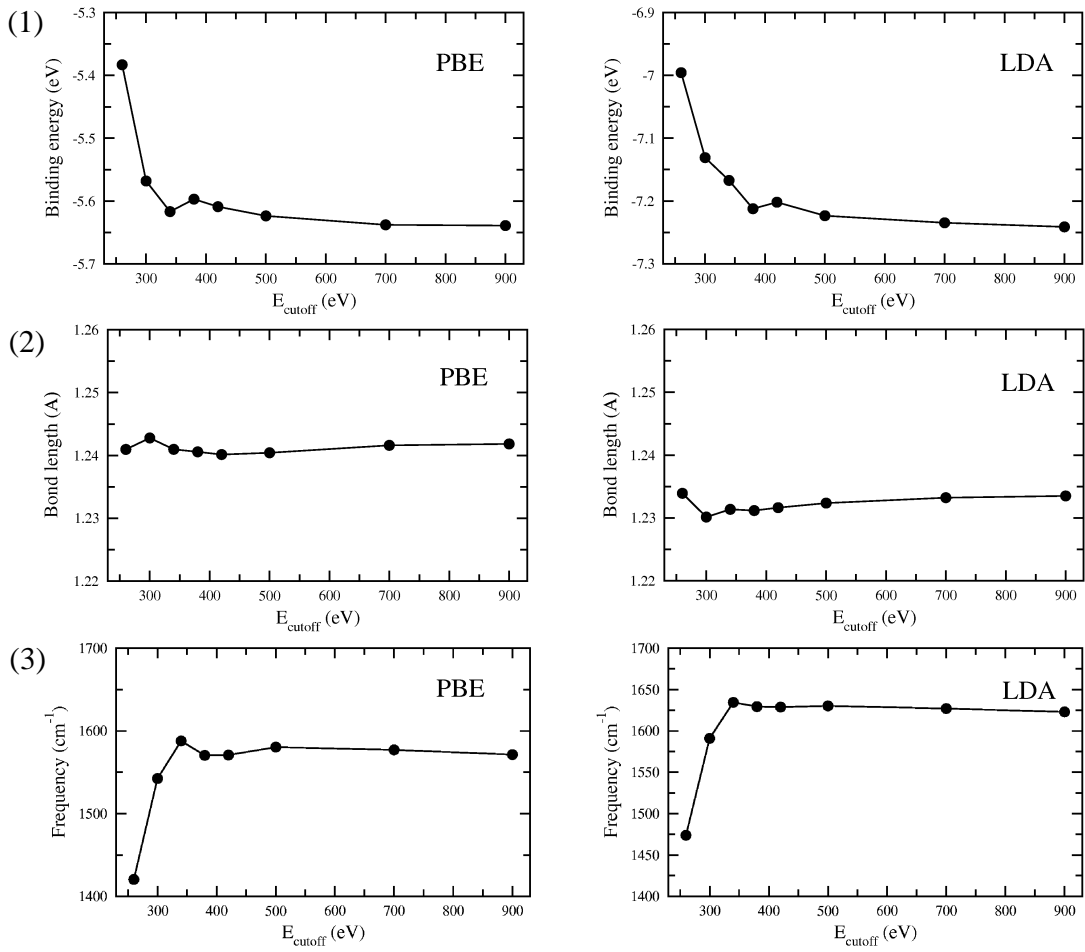 (1)
-5.3
-5.4
-5.5
-5.6
-5.7
Binding energy (eV)
PBE
300 400 500 600 700 800 900
E_cutoff (eV)
-6.9
-7
-7.1
-7.2
-7.3
Binding energy (eV)
LDA
300 400 500 600 700 800 900
E_cutoff (eV)
(2)
1.26
1.25
1.24
1.23
1.22
Bond length (A)
PBE
300 400 500 600 700 800 900
E_cutoff (eV)
1.26
1.25
1.24
1.23
1.22
Bond length (A)
LDA
300 400 500 600 700 800 900
E_cutoff (eV)
(3)
1700
1600
1500
1400
Frequency (cm⁻¹)
PBE
300 400 500 600 700 800 900
E_cutoff (eV)
1700
1650
1600
1550
1500
1450
1400
Frequency (cm⁻¹)
LDA
300 400 500 600 700 800 900
E_cutoff (eV)